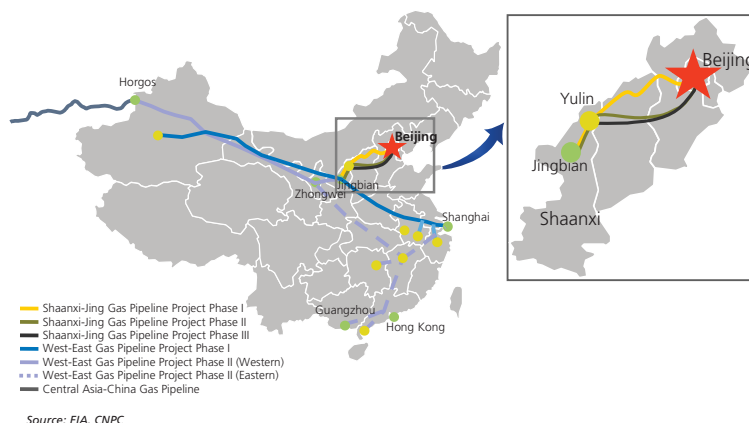 Horgos
Beijing
Jingbian
Zhongwei
Shanghai
Guangzhou
Hong Kong
Beijing
Yulin
Jingbian
Shaanxi
Shaanxi-Jing Gas Pipeline Project Phase I
Shaanxi-Jing Gas Pipeline Project Phase II
Shaanxi-Jing Gas Pipeline Project Phase III
West-East Gas Pipeline Project Phase I
West-East Gas Pipeline Project Phase II (Western)
West-East Gas Pipeline Project Phase II (Eastern)
Central Asia-China Gas Pipeline
Source: EIA, CNPC